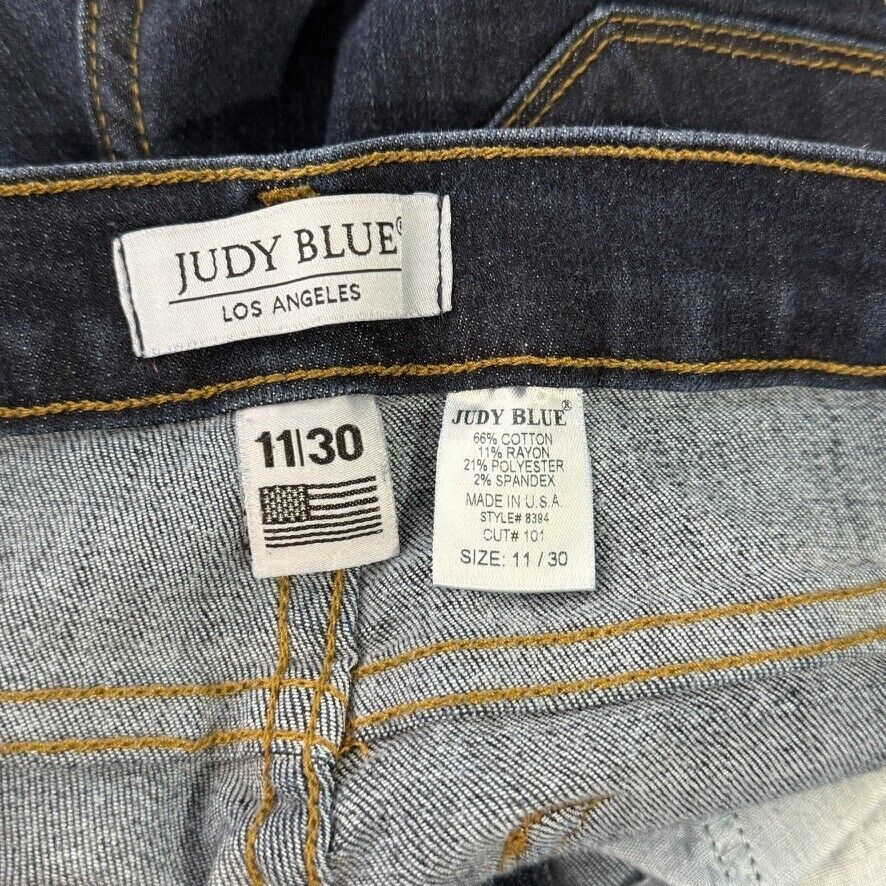 JUDY BLUE®
LOS ANGELES
11|30
JUDY BLUE®
66% COTTON
11% RAYON
21% POLYESTER
2% SPANDEX
MADE IN U.S.A.
STYLE# 8384
CUT# 101
SIZE: 11 / 30